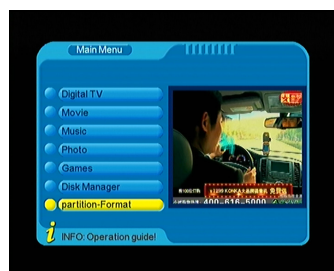 Main Menu
Digital TV
Movie
Music
Photo
Games
Disk Manager
partition-Format
400-616-5000
i
INFO: Operation guide!